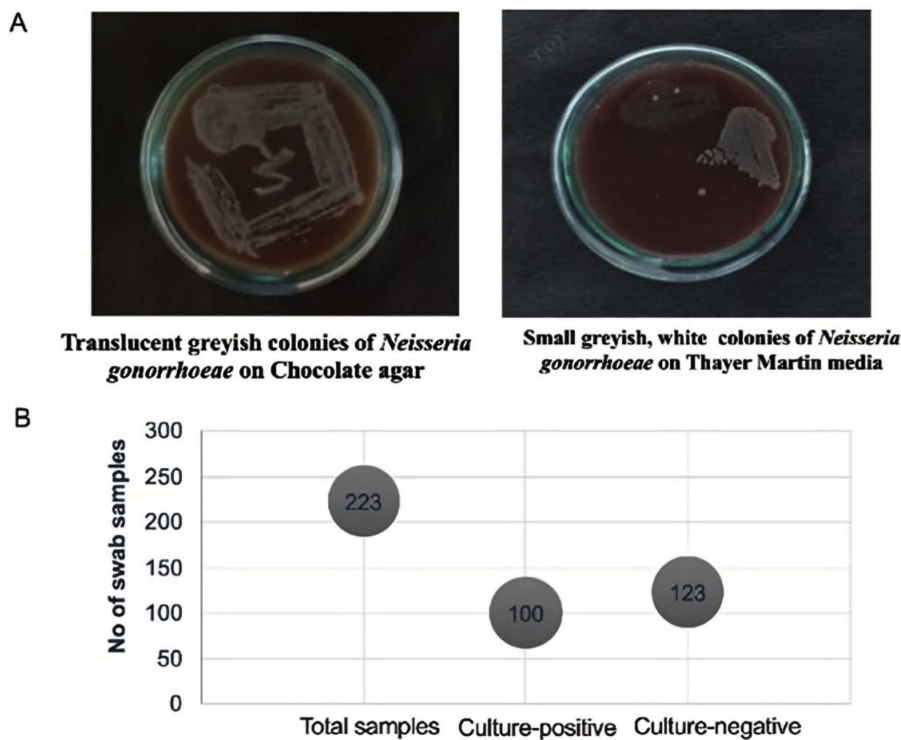 A
Translucent greyish colonies of Neisseria
gonorrhoeae on Chocolate agar
Small greyish, white colonies of Neisseria
gonorrhoeae on Thayer Martin media
B
No of swab samples
300
250
200
150
100
50
0
223
100
123
Total samples
Culture-positive
Culture-negative